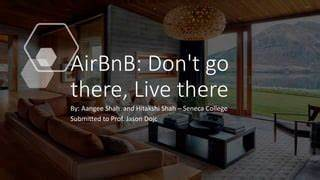 AirBnB: Don't go
there, Live there
By: Aangee Shah and Hitakshi Shah – Seneca College
Submitted to Prof. Jason Dojc